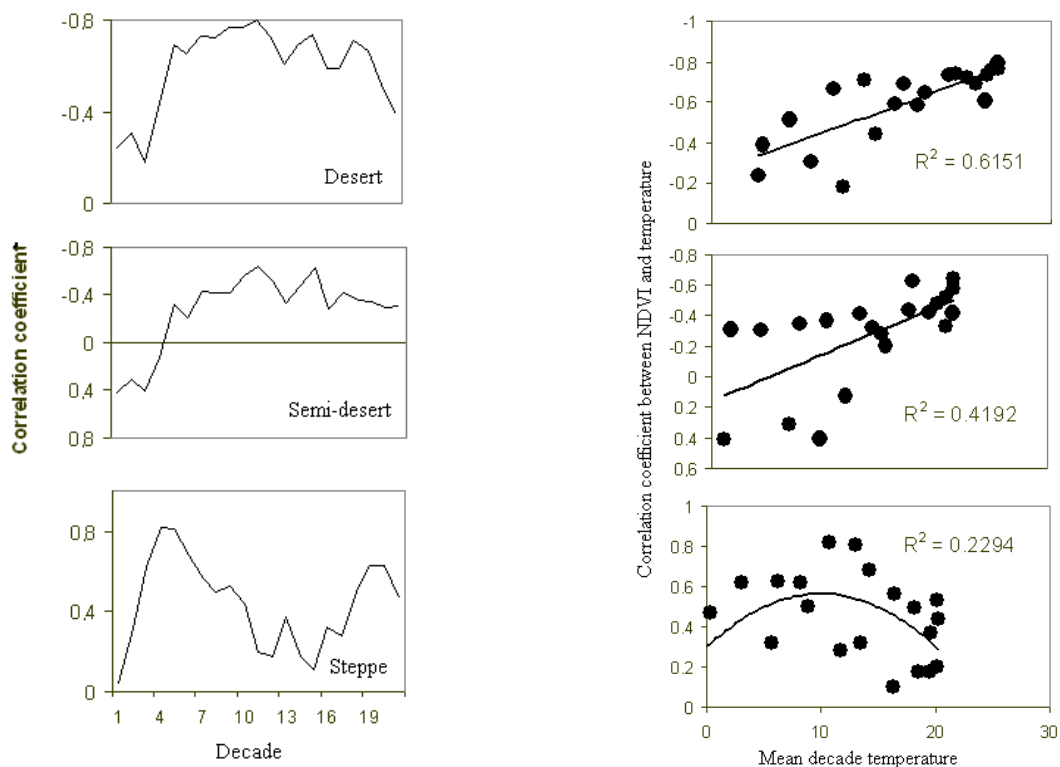 Correlation coefficient
-0.8
-0.4
0
Desert
-0.8
-0.4
0
0.4
0.8
Semi-desert
0.8
0.4
0
Steppe
1 4 7 10 13 16 19
Decade
Correlation coefficient between NDVI and temperature
-1
-0.8
-0.6
-0.4
-0.2
0
R² = 0.6151
-0.8
-0.6
-0.4
-0.2
0
0.2
0.4
0.6
R² = 0.4192
1
0.8
0.6
0.4
0.2
0
R² = 0.2294
0 10 20 30
Mean decade temperature